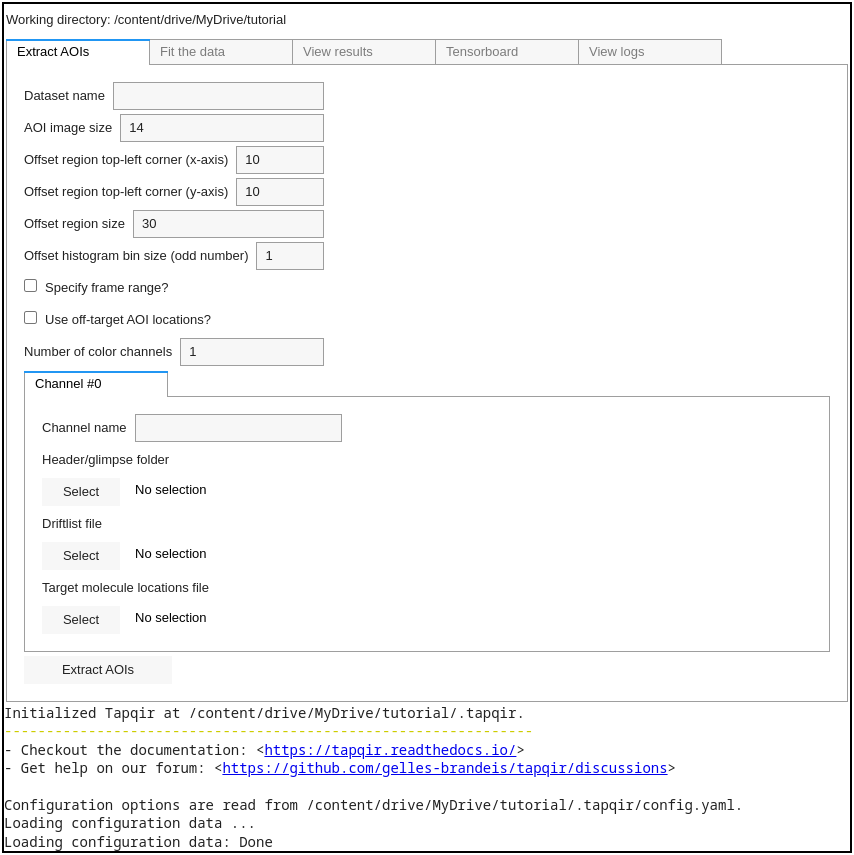 Working directory: /content/drive/MyDrive/tutorial
Extract AOIs Fit the data View results Tensorboard View logs
Dataset name
AOI image size 14
Offset region top-left corner (x-axis) 10
Offset region top-left corner (y-axis) 10
Offset region size 30
Offset histogram bin size (odd number) 1
Specify frame range?
Use off-target AOI locations?
Number of color channels 1
Channel #0
Channel name
Header/glimpse folder
Select No selection
Driftlist file
Select No selection
Target molecule locations file
Select No selection
Extract AOIs
Initialized Tapqir at /content/drive/MyDrive/tutorial/.tapqir.
---------------------------------------------------------------
- Checkout the documentation: <https://tapqir.readthedocs.io/>
- Get help on our forum: <https://github.com/gelles-brandeis/tapqir/discussions>
Configuration options are read from /content/drive/MyDrive/tutorial/.tapqir/config.yaml.
Loading configuration data ...
Loading configuration data: Done